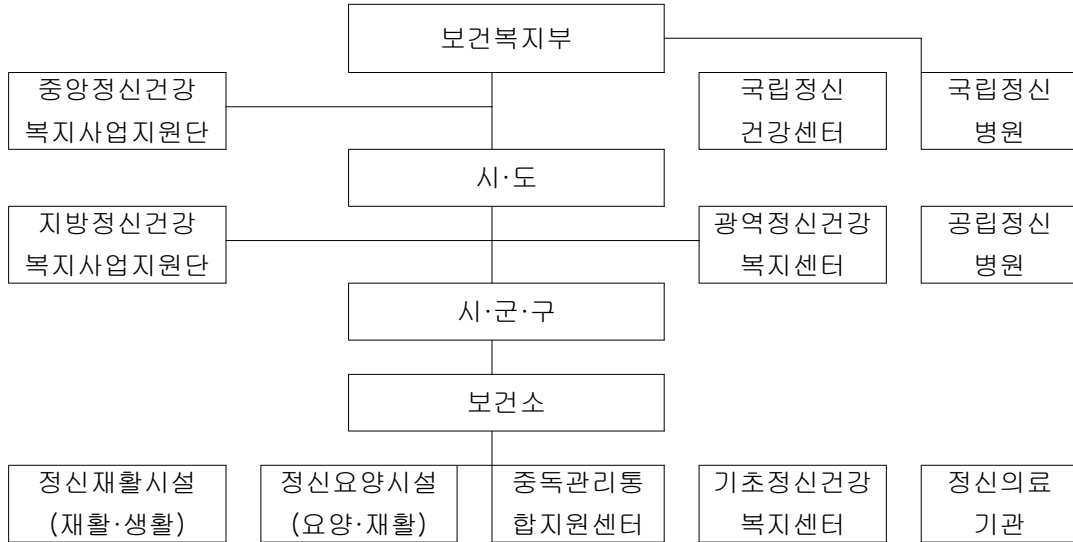 보건복지부
중앙정신건강
복지사업지원단
국립정신
건강센터
국립정신
병원
시·도
지방정신건강
복지사업지원단
광역정신건강
복지센터
공립정신
병원
시·군·구
보건소
정신재활시설
(재활·생활)
정신요양시설
(요양·재활)
중독관리통
합지원센터
기초정신건강
복지센터
정신의료
기관